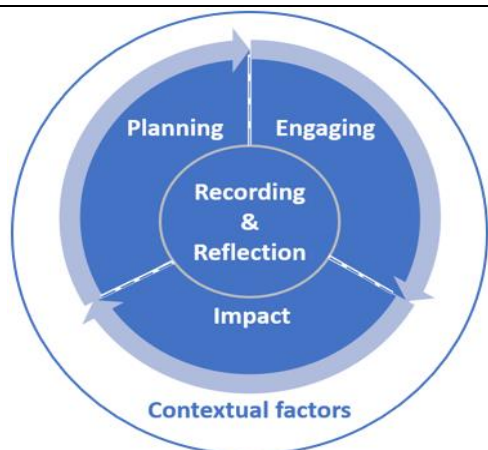 Planning
Engaging
Recording
&
Reflection
Impact
Contextual factors